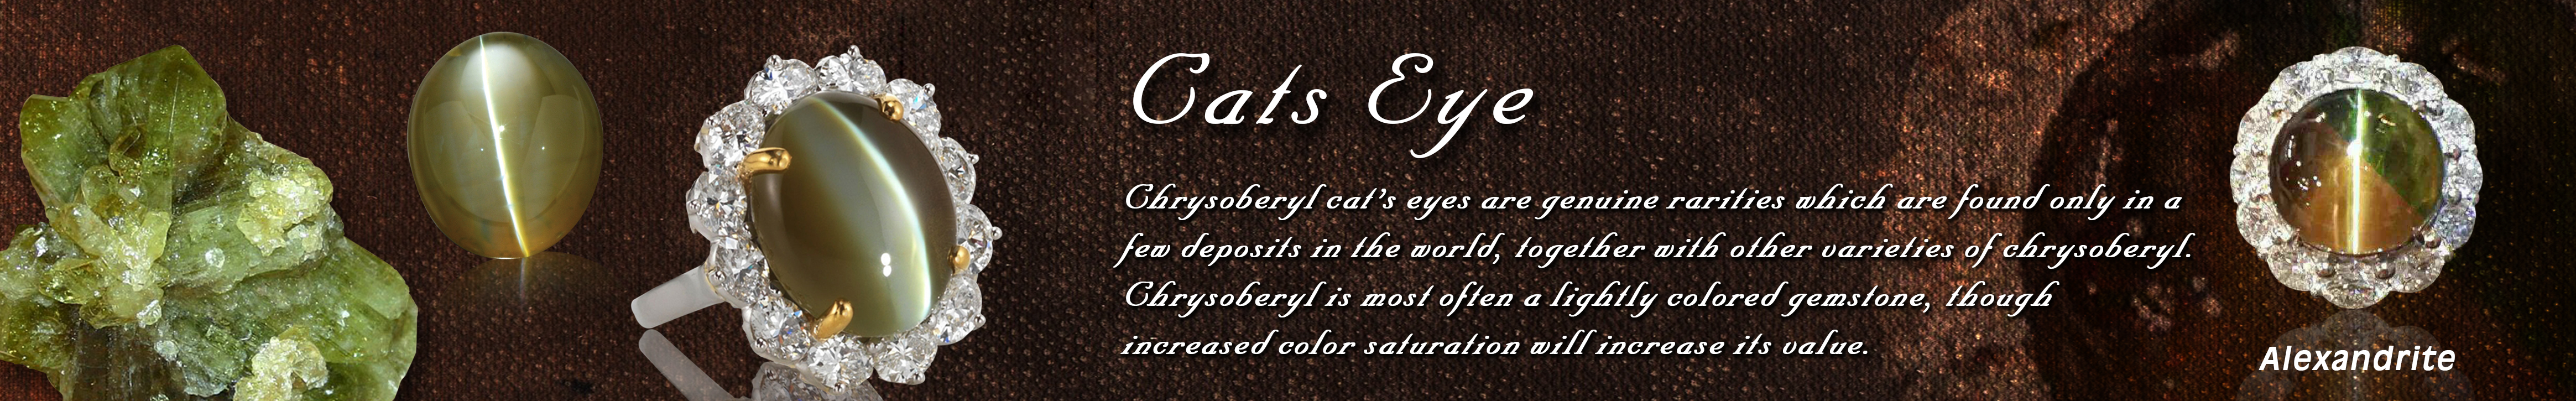 Cats Eye
Chrysoberyl cat's eyes are genuine rarities which are found only in a
few deposits in the world, together with other varieties of chrysoberyl.
Chrysoberyl is most often a lightly colored gemstone, though
increased color saturation will increase its value.
Alexandrite